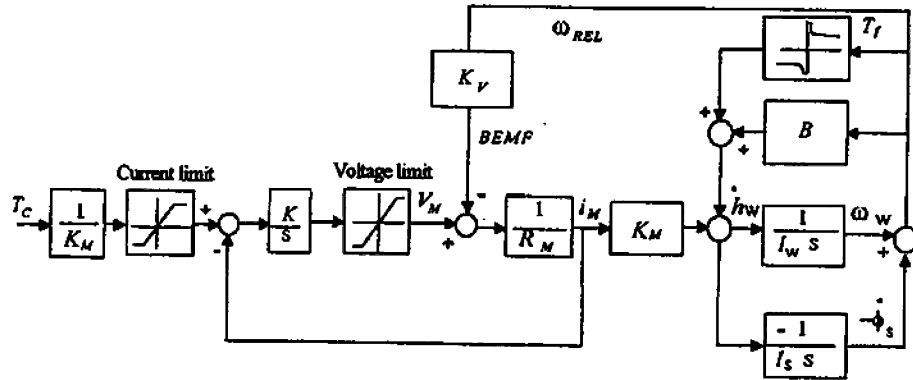 ω_REL
T_f
K_V
B
BEMF
Current limit
Voltage limit
T_C
1
K_M
+
-
K
s
V_M
+
-
1
R_M
i_M
K_M
+
+
ḣ_W
1
I_W s
ω_W
+
- 1
I_S s
-ϕ̇_s